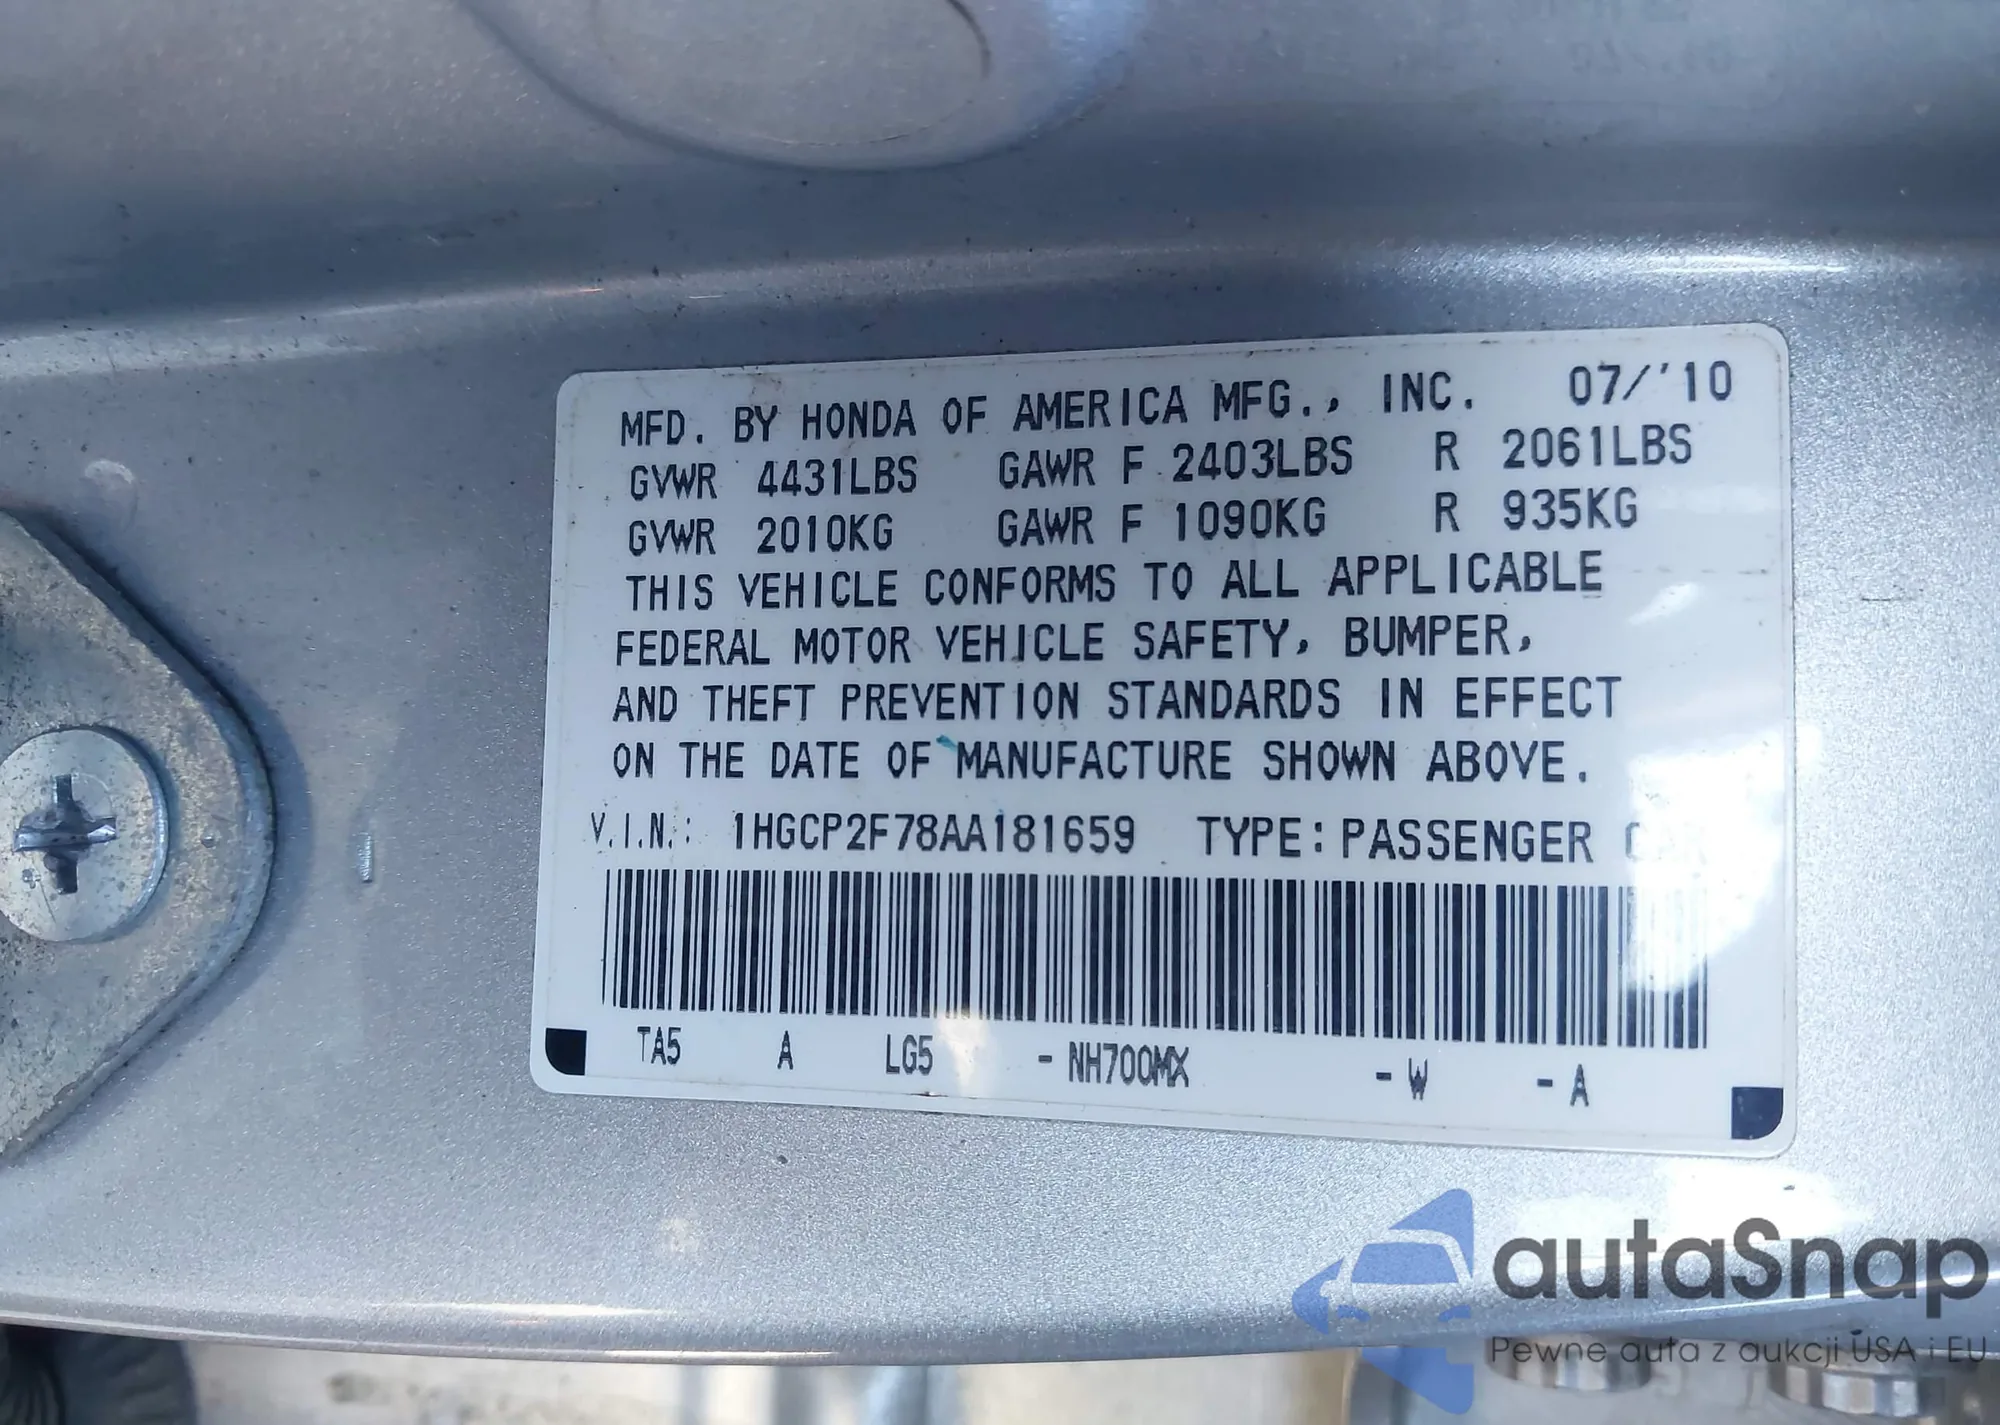 MFD. BY HONDA OF AMERICA MFG., INC. 07/'10
GVWR 4431LBS GAWR F 2403LBS R 2061LBS
GVWR 2010KG GAWR F 1090KG R 935KG
THIS VEHICLE CONFORMS TO ALL APPLICABLE
FEDERAL MOTOR VEHICLE SAFETY, BUMPER,
AND THEFT PREVENTION STANDARDS IN EFFECT
ON THE DATE OF MANUFACTURE SHOWN ABOVE.
V.I.N.: 1HGCP2F78AA181659 TYPE: PASSENGER CAR
TA5 A LG5 - NH700MX - W - A
autaSnap
Pewne auta z aukcji USA i EU